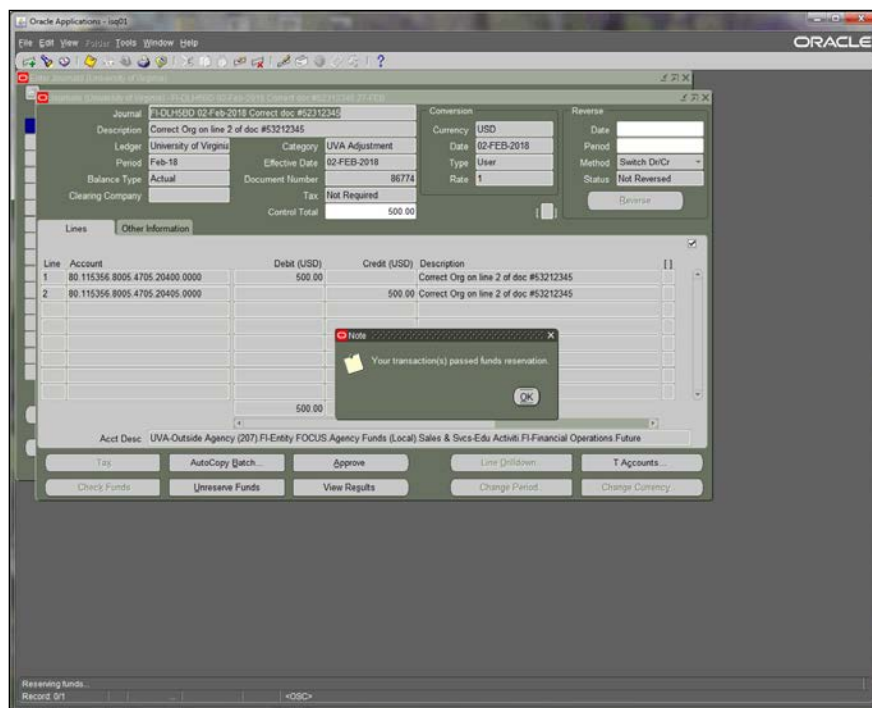 Oracle Applications - isq01
File Edit View Folder Tools Window Help
ORACLE
Enter Journals (University of Virginia)
Journal FI-DLH5BD 02-Feb-2018 Correct doc #52312345
Description Correct Org on line 2 of doc #53212345
Ledger University of Virginia
Category UVA Adjustment
Period Feb-18
Effective Date 02-FEB-2018
Balance Type Actual
Document Number 86774
Clearing Company
Tax Not Required
Control Total 500.00
Conversion
Currency USD
Date 02-FEB-2018
Type User
Rate 1
Reverse
Date
Period
Method Switch Dr/Cr
Status Not Reversed
Reverse
[ ]
Lines Other Information
Line Account Debit (USD) Credit (USD) Description [ ]
1 80.115356.8005.4705.20400.0000 500.00 Correct Org on line 2 of doc #53212345
2 80.115356.8005.4705.20405.0000 500.00 Correct Org on line 2 of doc #53212345
Note
Your transaction(s) passed funds reservation.
OK
500.00
Acct Desc UVA-Outside Agency (207).FI-Entity FOCUS.Agency Funds (Local).Sales & Svcs-Edu Activiti.FI-Financial Operations.Future
Tax AutoCopy Batch... Approve Line Drilldown T Accounts...
Check Funds Unreserve Funds View Results Change Period... Change Currency...
Reserving funds...
Record: 0/1 ... <OSC>